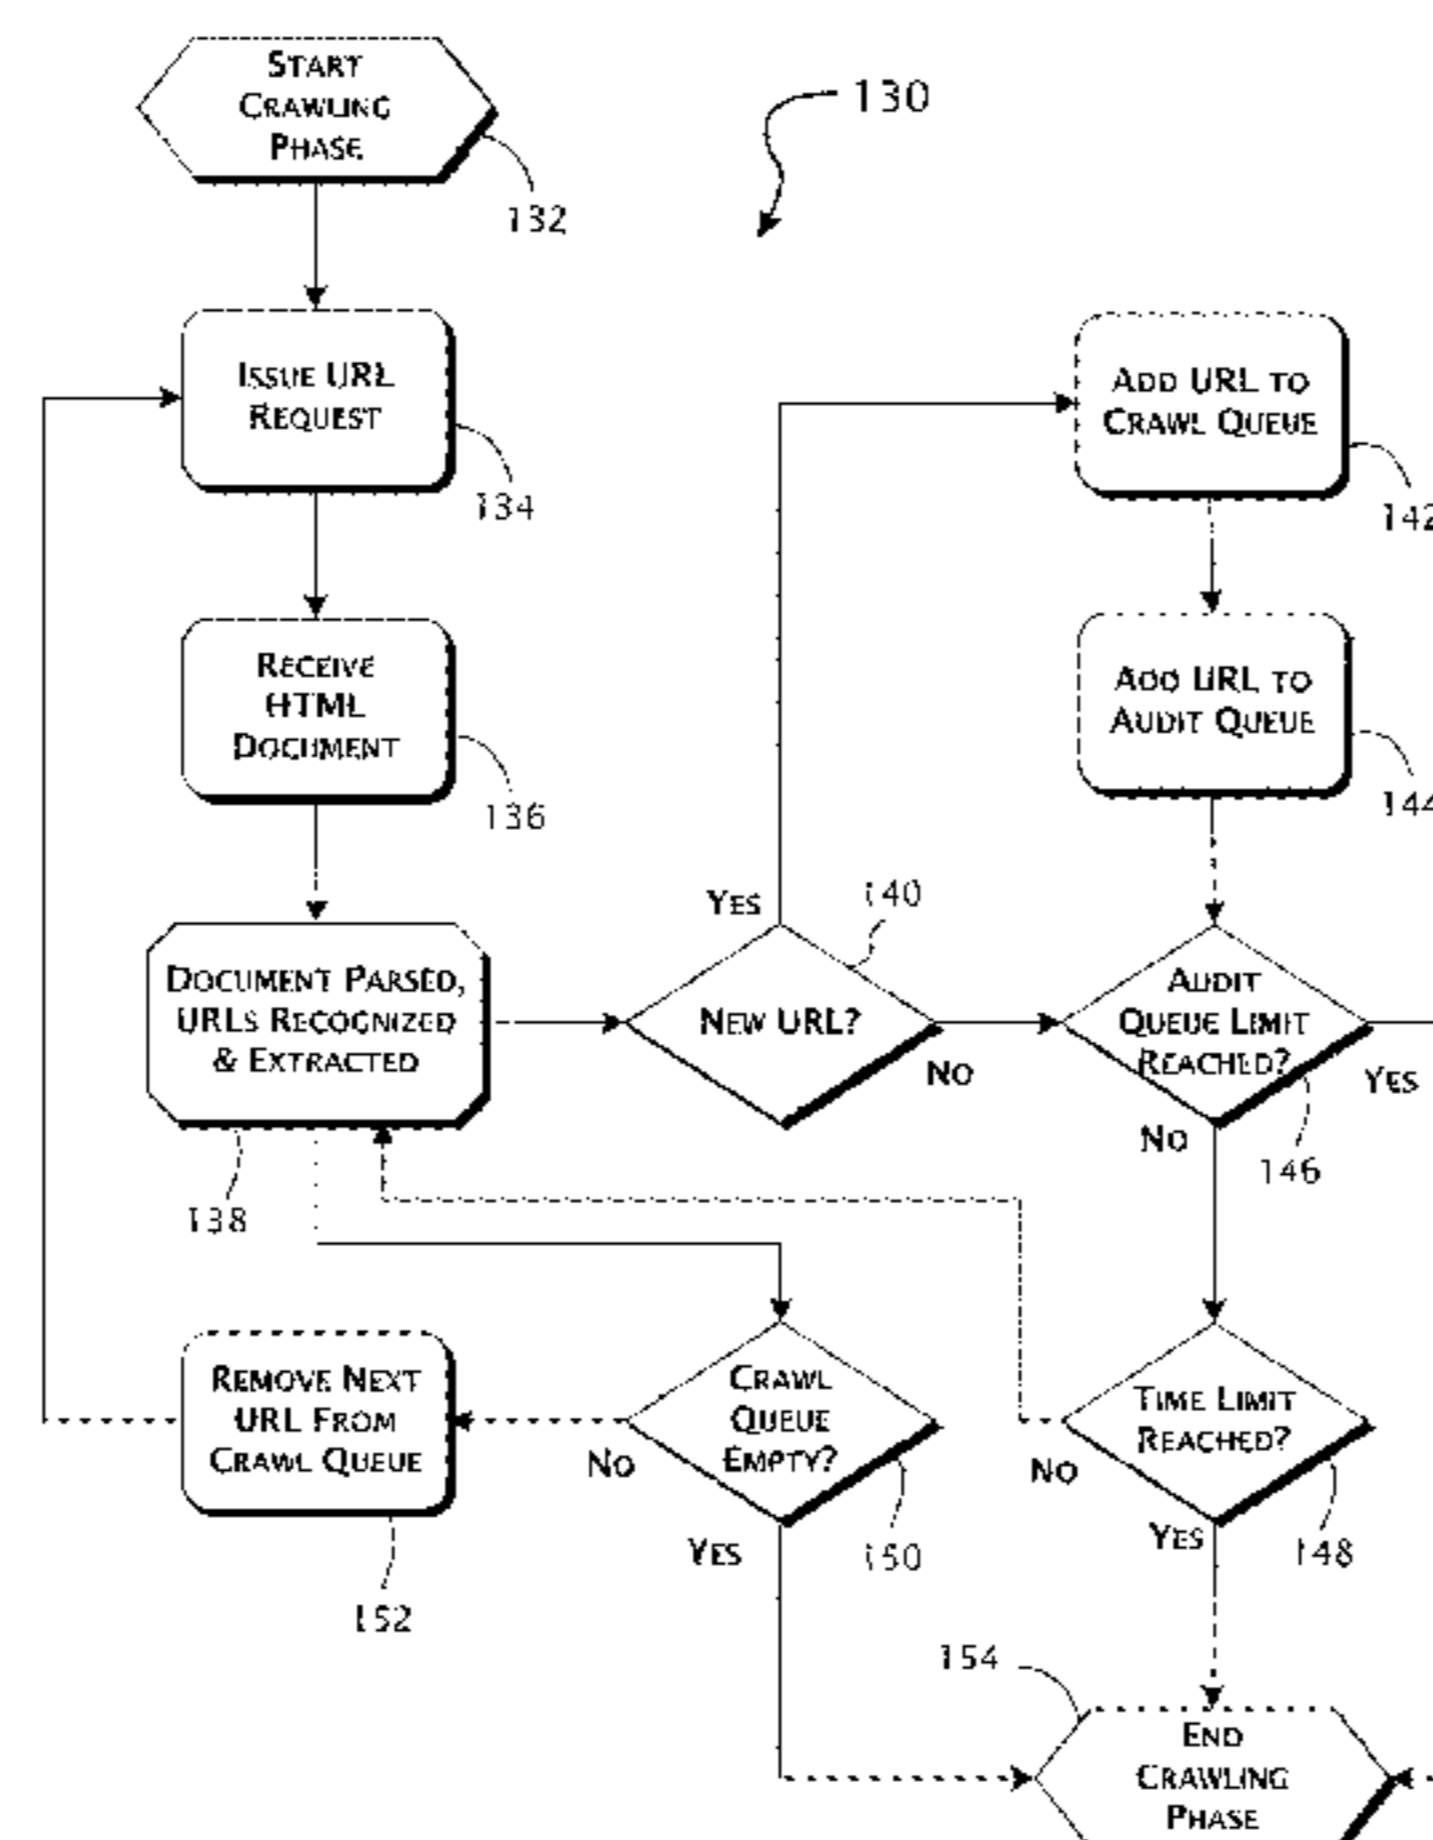 START
CRAWLING
PHASE
130
132
ISSUE URL
REQUEST
134
ADD URL TO
CRAWL QUEUE
142
RECEIVE
HTML
DOCUMENT
136
ADD URL TO
AUDIT QUEUE
144
YES
140
DOCUMENT PARSED,
URLS RECOGNIZED
& EXTRACTED
138
NEW URL?
NO
AUDIT
QUEUE LIMIT
REACHED?
YES
NO
146
REMOVE NEXT
URL FROM
CRAWL QUEUE
152
CRAWL
QUEUE
EMPTY?
NO
YES
150
TIME LIMIT
REACHED?
NO
YES
148
154
END
CRAWLING
PHASE